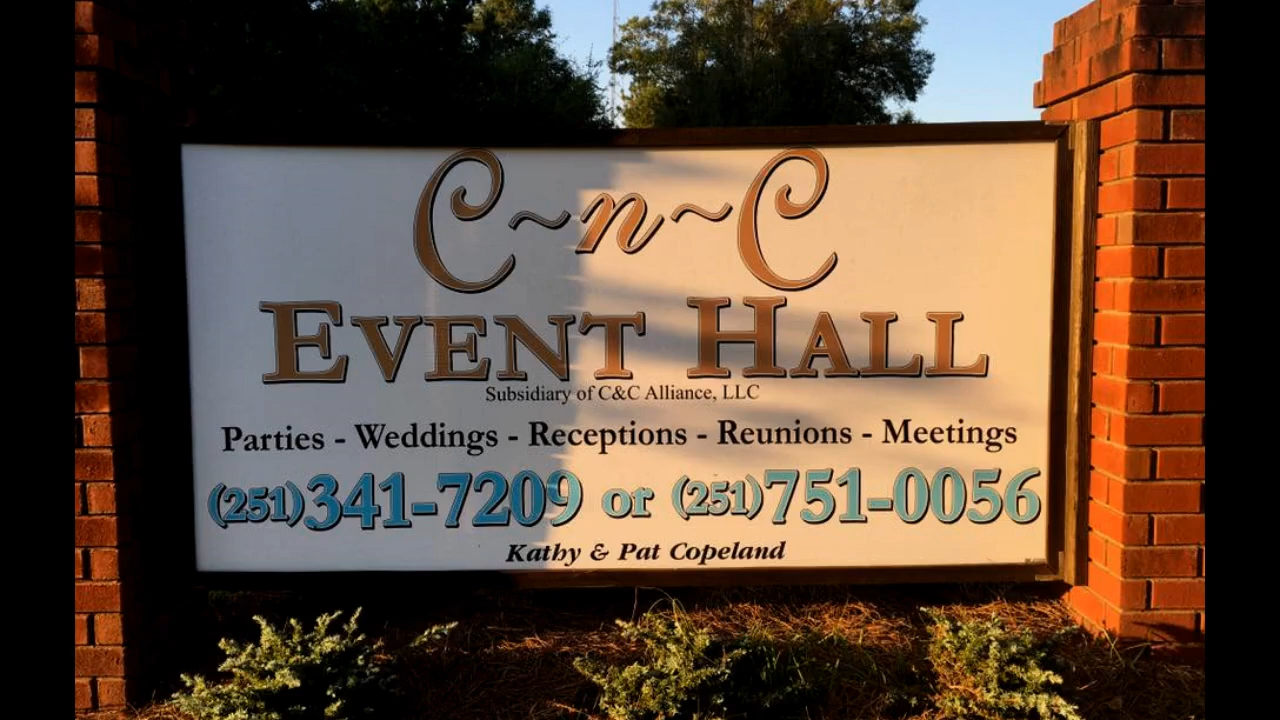 C~n~C
EVENT HALL
Subsidiary of C&C Alliance, LLC
Parties - Weddings - Receptions - Reunions - Meetings
(251)341-7209 or (251)751-0056
Kathy & Pat Copeland